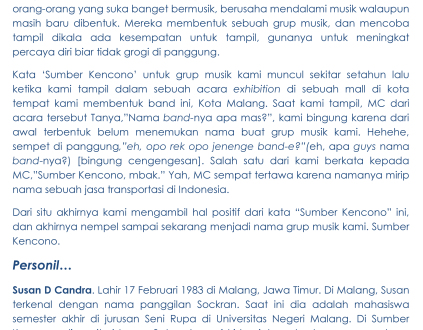 orang-orang yang suka banget bermusik, berusaha mendalami musik walaupun
masih baru dibentuk. Mereka membentuk sebuah grup musik, dan mencoba
tampil dikala ada kesempatan untuk tampil, gunanya untuk meningkat
percaya diri biar tidak grogi di panggung.
Kata ‘Sumber Kencono’ untuk grup musik kami muncul sekitar setahun lalu
ketika kami tampil dalam sebuah acara exhibition di sebuah mall di kota
tempat kami membentuk band ini, Kota Malang. Saat kami tampil, MC dari
acara tersebut Tanya,”Nama band-nya apa mas?”, kami bingung karena dari
awal terbentuk belum menemukan nama buat grup musik kami. Hehehe,
sempet di panggung,”eh, opo rek opo jenenge band-e?”(eh, apa guys nama
band-nya?) [bingung cengengesan]. Salah satu dari kami berkata kepada
MC,”Sumber Kencono, mbak.” Yah, MC sempat tertawa karena namanya mirip
nama sebuah jasa transportasi di Indonesia.
Dari situ akhirnya kami mengambil hal positif dari kata “Sumber Kencono” ini,
dan akhirnya nempel sampai sekarang menjadi nama grup musik kami. Sumber
Kencono.
Personil…
Susan D Candra. Lahir 17 Februari 1983 di Malang, Jawa Timur. Di Malang, Susan
terkenal dengan nama panggilan Sockran. Saat ini dia adalah mahasiswa
semester akhir di jurusan Seni Rupa di Universitas Negeri Malang. Di Sumber